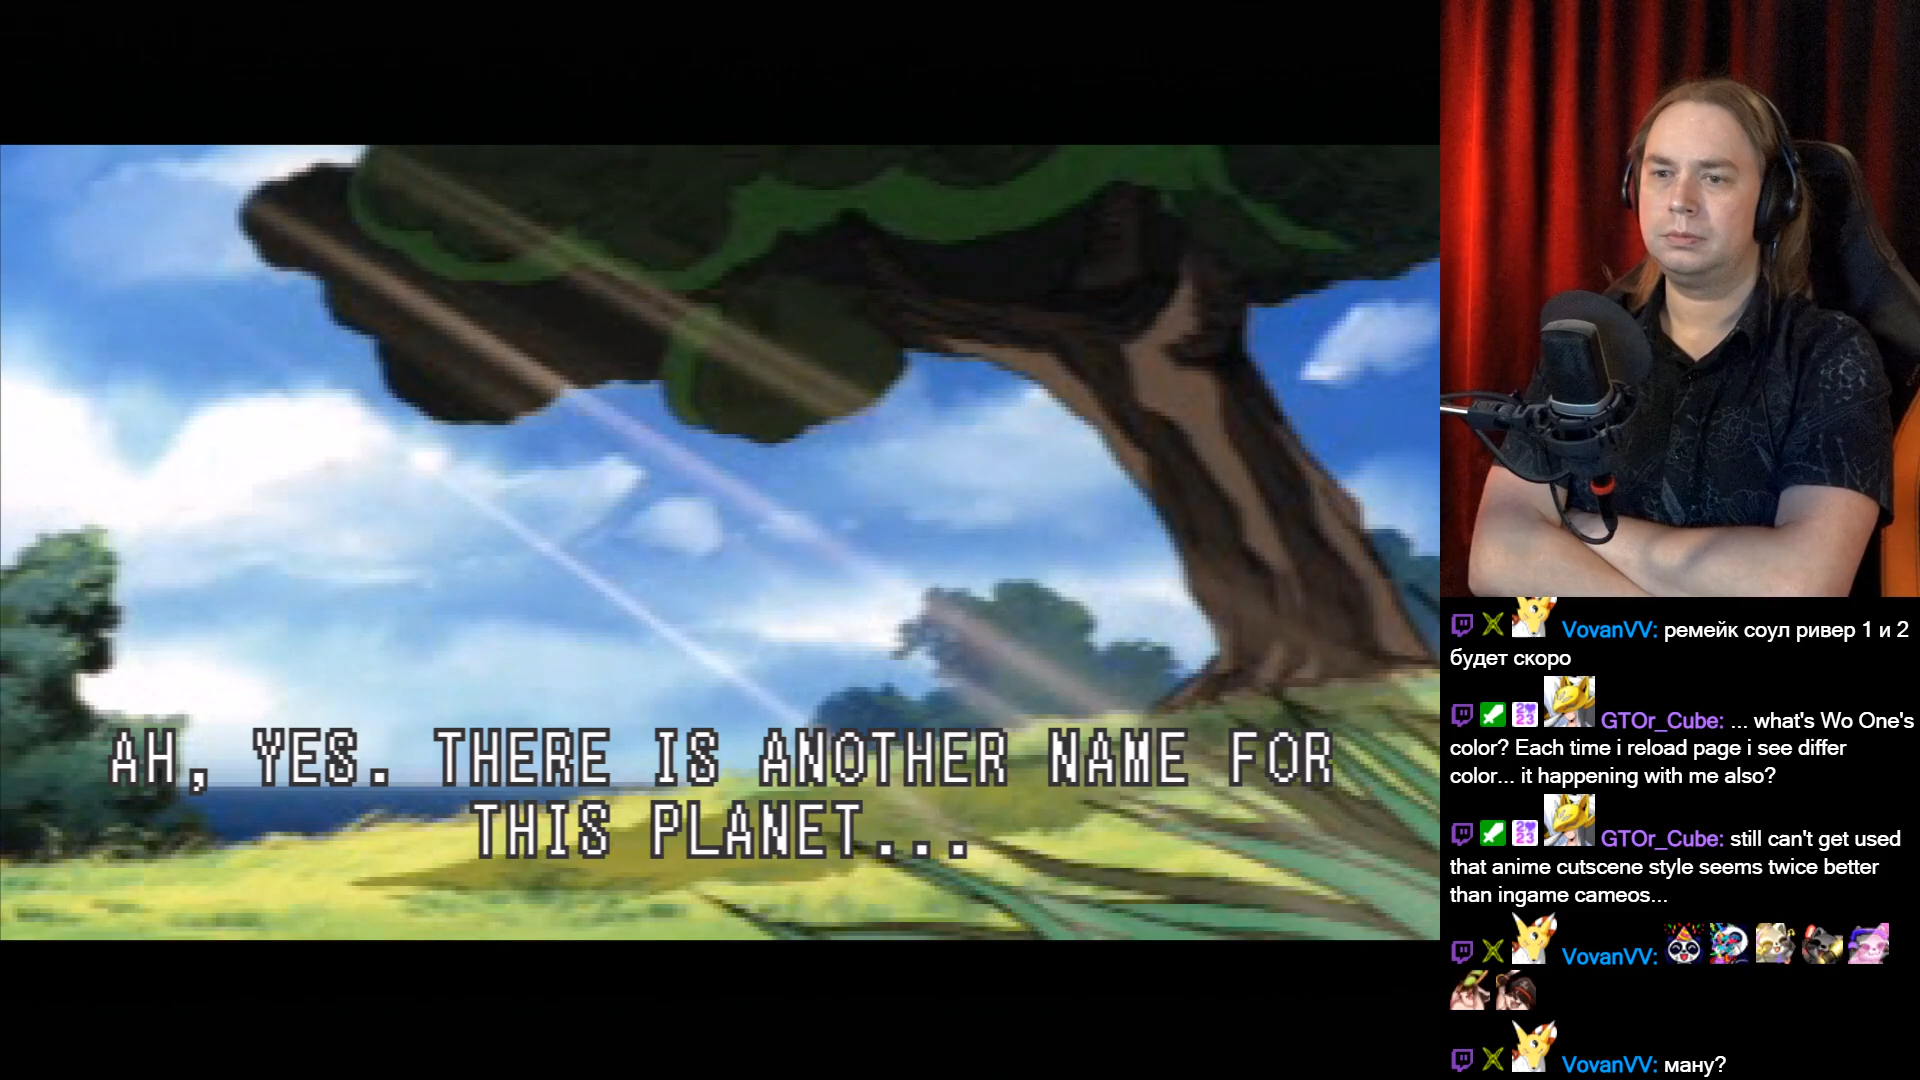 AH, YES. THERE IS ANOTHER NAME FOR
THIS PLANET...
VovanVV: ремейк соул ривер 1 и 2
будет скоро
GTOr_Cube: ... what's Wo One's
color? Each time i reload page i see differ
color... it happening with me also?
GTOr_Cube: still can't get used
that anime cutscene style seems twice better
than ingame cameos...
VovanVV:
VovanVV: ману?